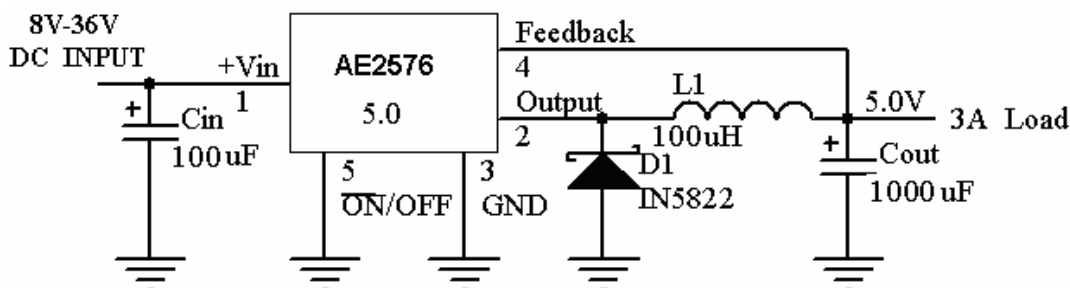 8V-36V
DC INPUT
+Vin
1
+
Cin
100uF
AE2576
5.0
Feedback
4
Output
2
5
ON/OFF
3
GND
L1
100uH
D1
IN5822
5.0V
3A Load
+
Cout
1000 uF